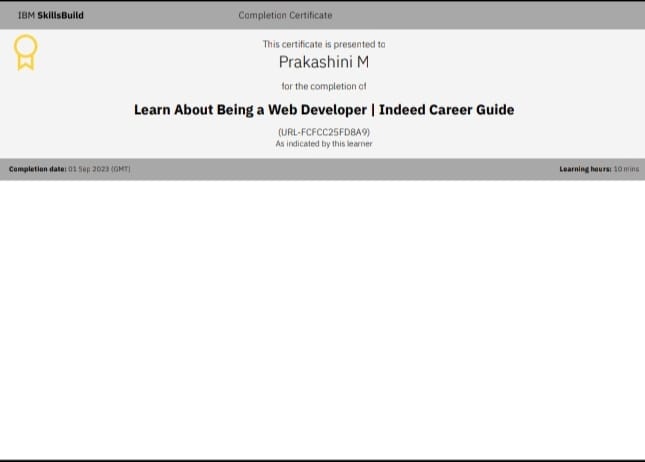 IBM SkillsBuild
Completion Certificate
This certificate is presented to
Prakashini M
for the completion of
Learn About Being a Web Developer | Indeed Career Guide
(URL-FCFCC25FD8A9)
As indicated by this learner
Completion date: 01 Sep 2023 (GMT)
Learning hours: 10 mins